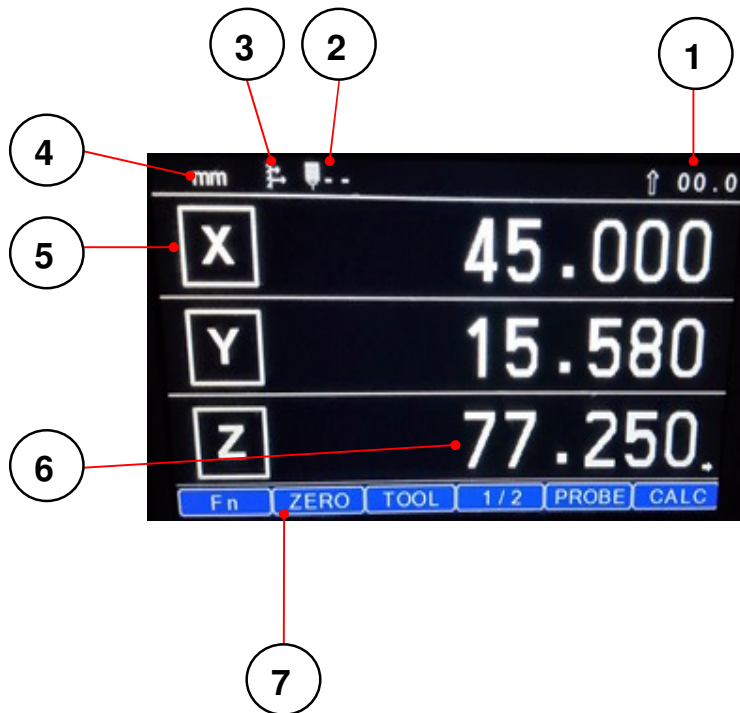 3 2 1
4
mm -- 00.0
5
X 45.000
Y 15.580
6
Z 77.250
Fn ZERO TOOL 1/2 PROBE CALC
7